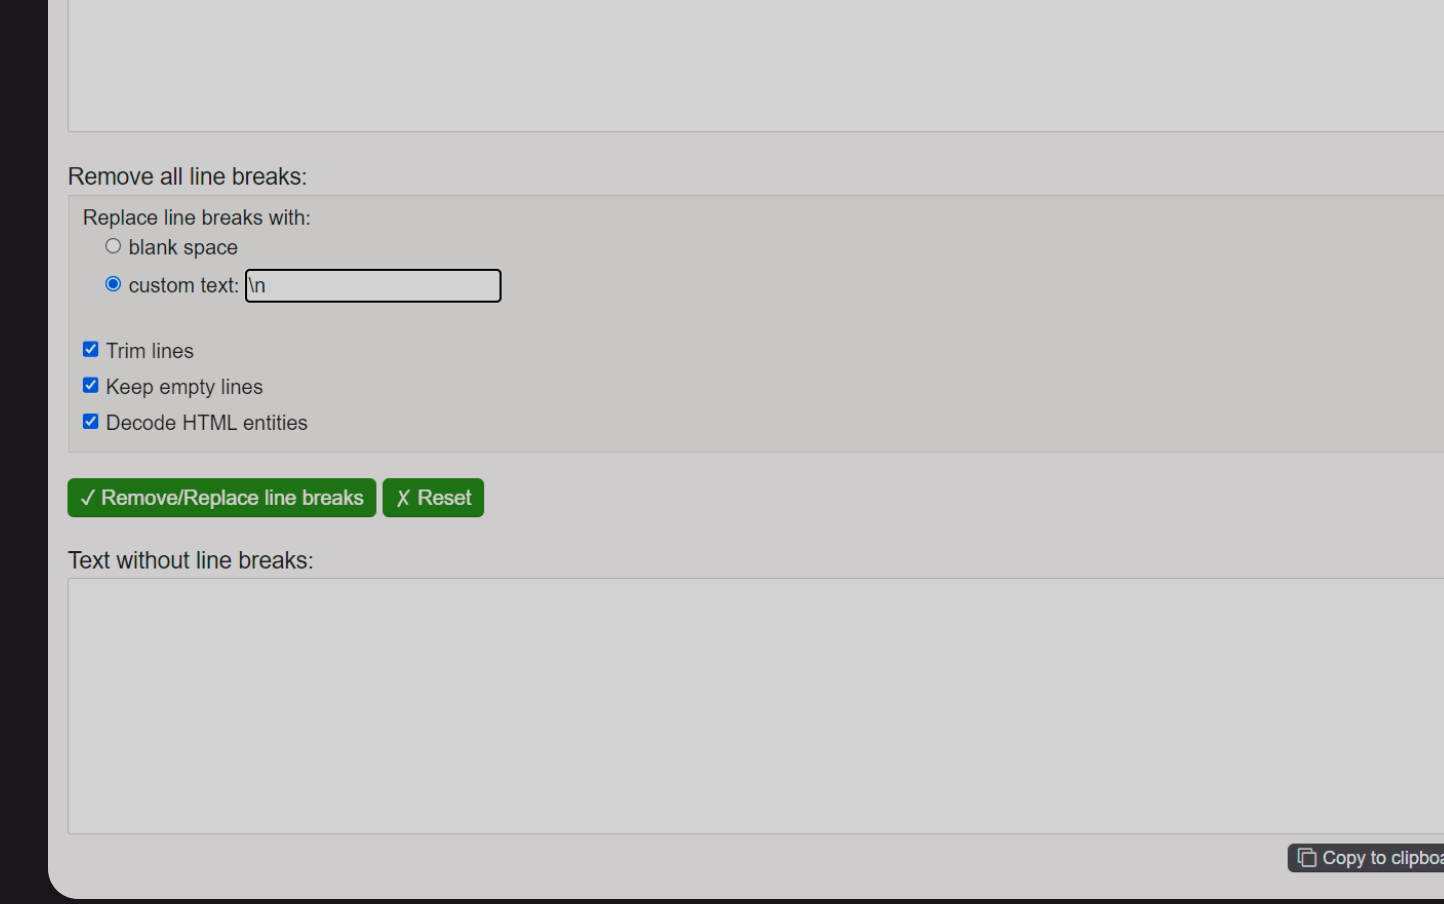 Remove all line breaks:
Replace line breaks with:
blank space
custom text: \n
Trim lines
Keep empty lines
Decode HTML entities
✓ Remove/Replace line breaks ✗ Reset
Text without line breaks:
Copy to